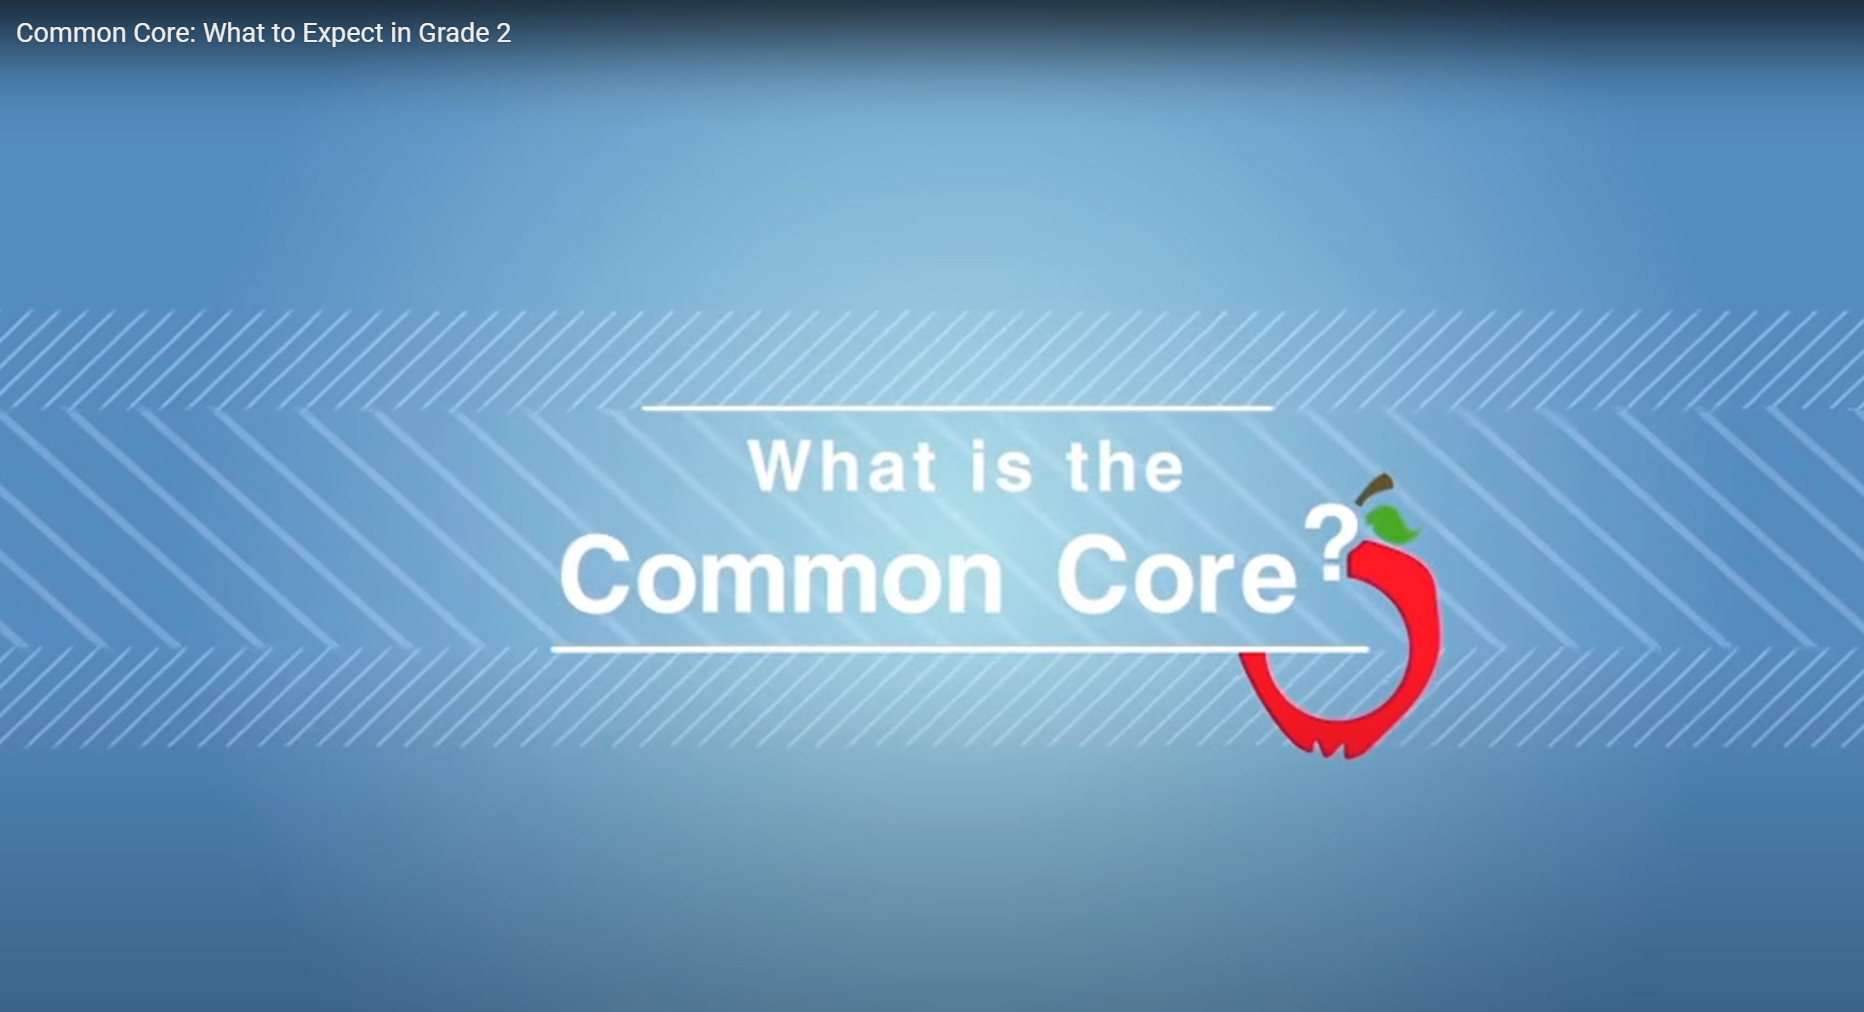 Common Core: What to Expect in Grade 2
What is the
Common Core?